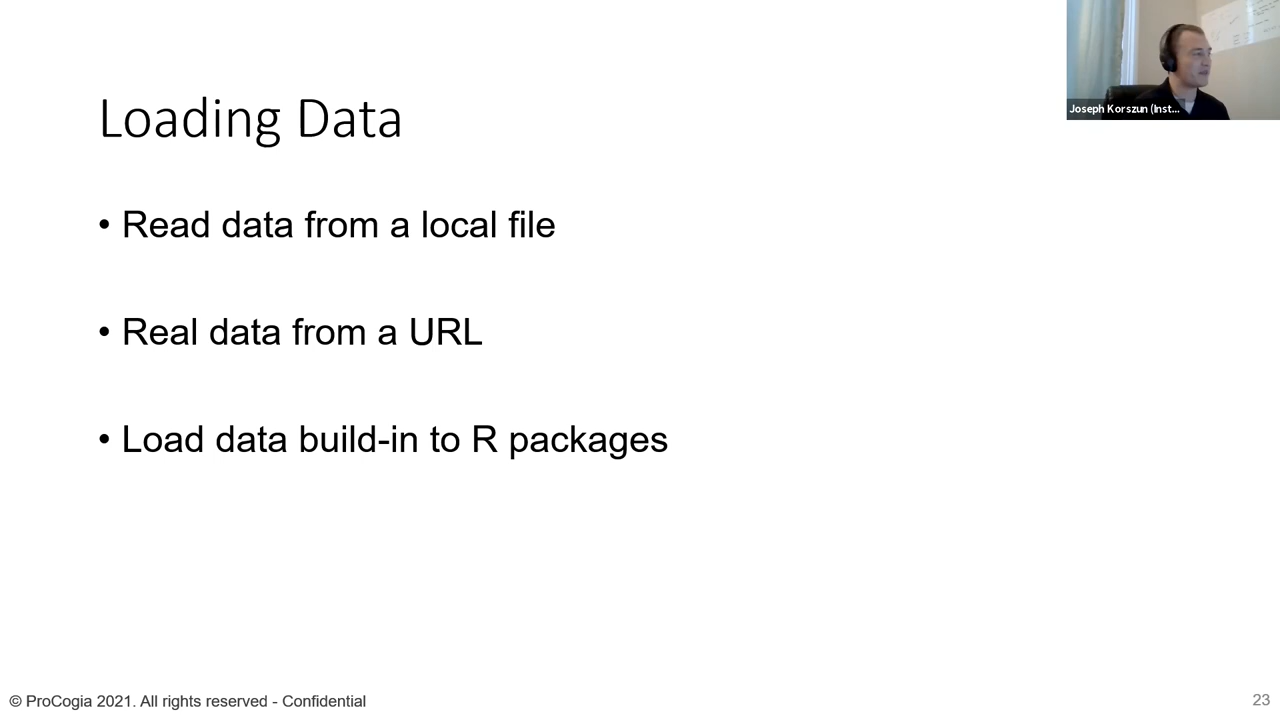 Joseph Korszun (Inst...
Loading Data
• Read data from a local file
• Real data from a URL
• Load data build-in to R packages
© ProCogia 2021. All rights reserved - Confidential
23